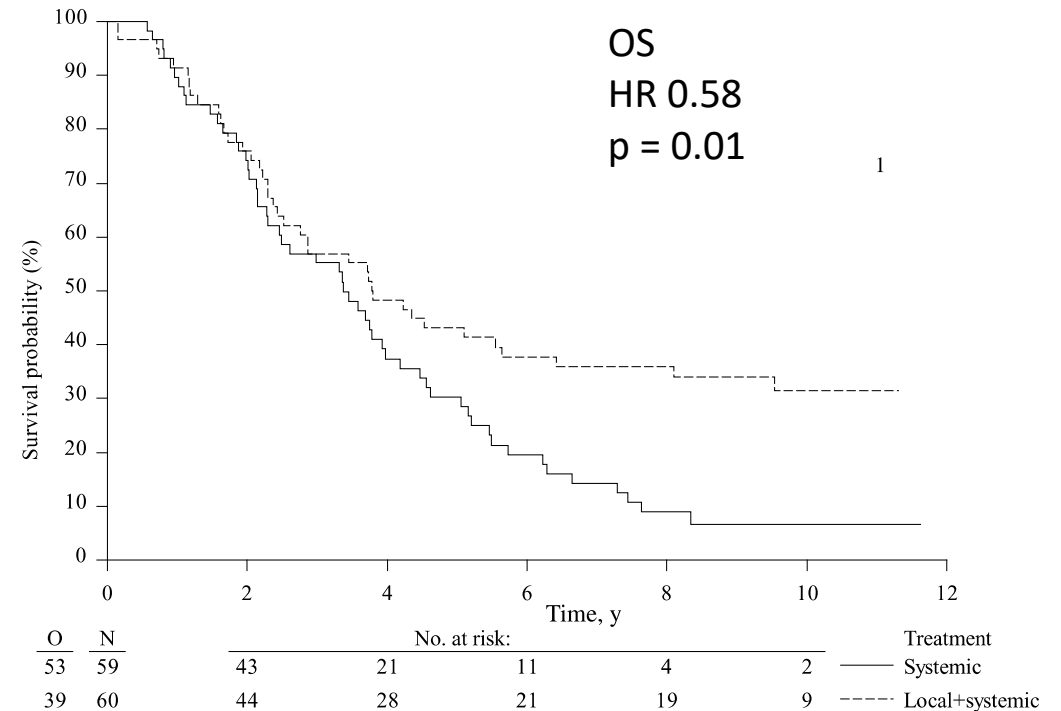 OS
HR 0.58
p = 0.01
1
Survival probability (%)
100
90
80
70
60
50
40
30
20
10
0
0 2 4 6 8 10 12
Time, y
O N No. at risk: Treatment
53 59 43 21 11 4 2 Systemic
39 60 44 28 21 19 9 Local+systemic